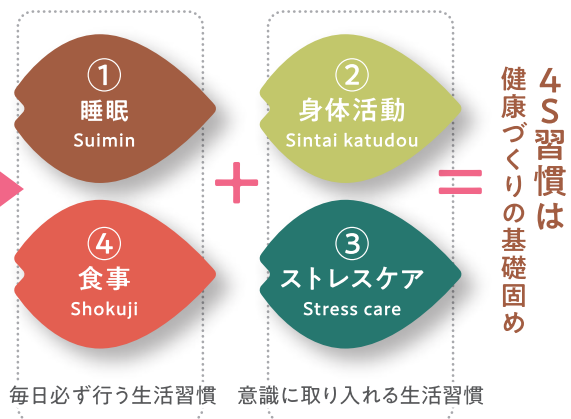 ①
睡眠
Suimin
④
食事
Shokuji
毎日必ず行う生活習慣
+
②
身体活動
Sintai katudou
③
ストレスケア
Stress care
意識に取り入れる生活習慣
=
4S習慣は
健康づくりの基礎固め